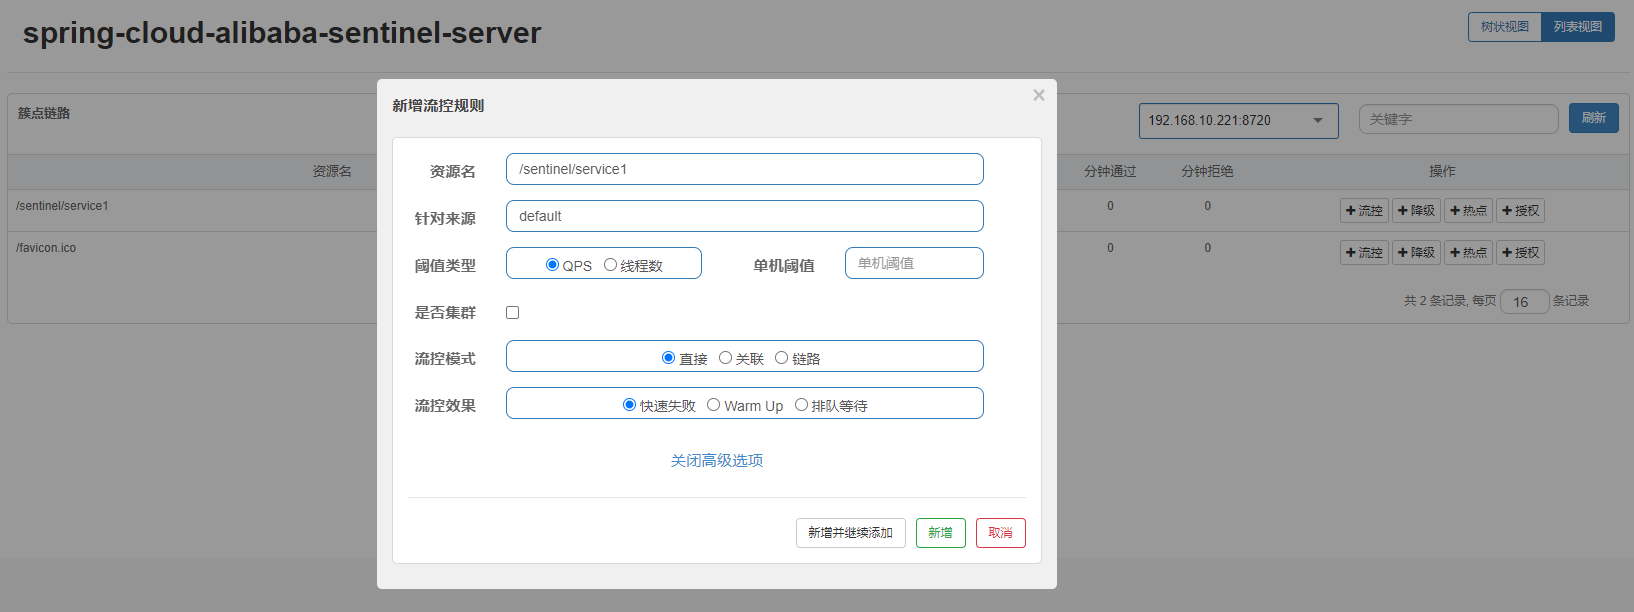 spring-cloud-alibaba-sentinel-server
树状视图 列表视图
簇点链路
192.168.10.221:8720 关键字 刷新
资源名 分钟通过 分钟拒绝 操作
/sentinel/service1 0 0 流控 降级 热点 授权
/favicon.ico 0 0 流控 降级 热点 授权
共 2 条记录, 每页 16 条记录
新增流控规则 ×
资源名 /sentinel/service1
针对来源 default
阈值类型 QPS 线程数 单机阈值 单机阈值
是否集群
流控模式 直接 关联 链路
流控效果 快速失败 Warm Up 排队等待
关闭高级选项
新增并继续添加 新增 取消